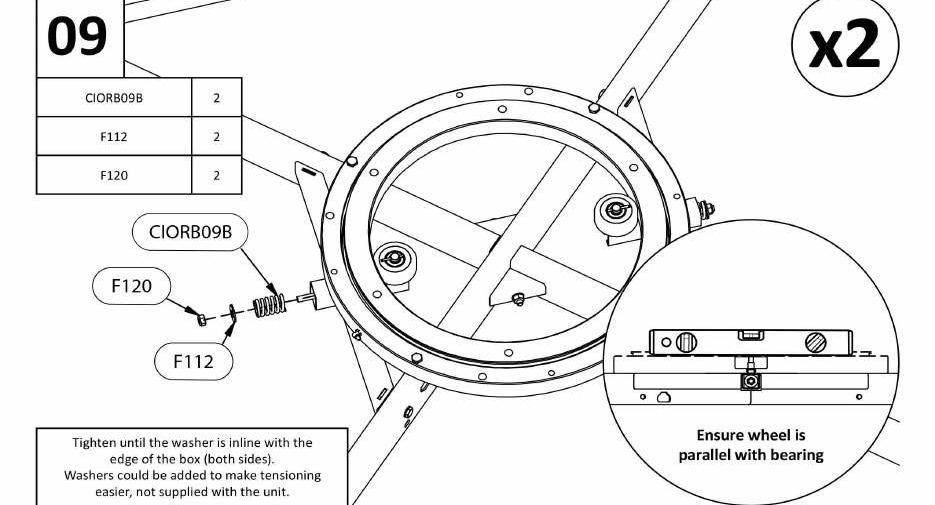 09
x2
CIORB09B 2
F112 2
F120 2
CIORB09B
F120
F112
Ensure wheel is
parallel with bearing
Tighten until the washer is inline with the
edge of the box (both sides).
Washers could be added to make tensioning
easier, not supplied with the unit.